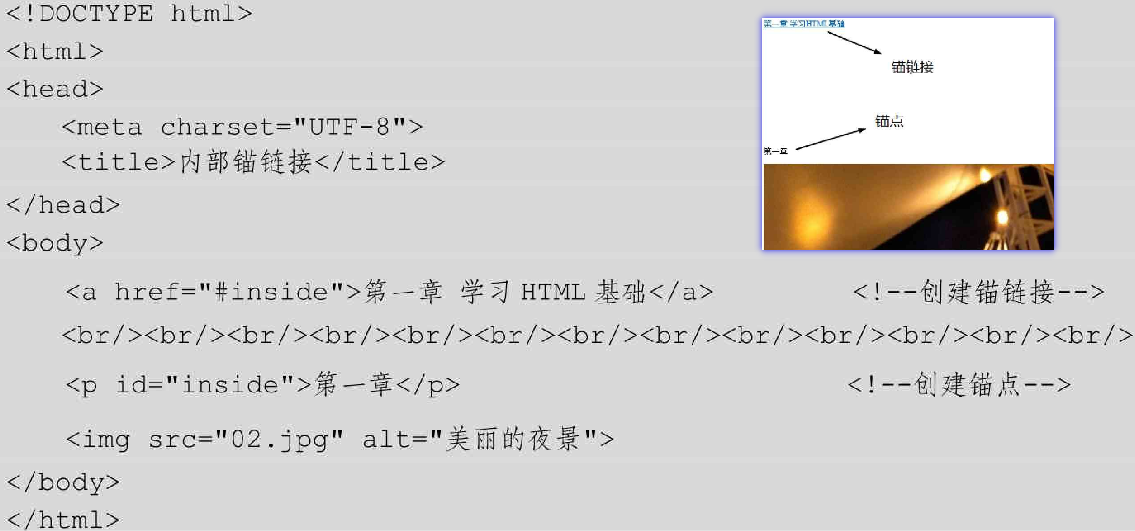 <!DOCTYPE html>
<html>
<head>
<meta charset="UTF-8">
<title>内部锚链接</title>
</head>
<body>
<a href="#inside">第一章 学习 HTML 基础</a> <!--创建锚链接-->
<br/><br/><br/><br/><br/><br/><br/><br/><br/><br/><br/><br/><br/>
<p id="inside">第一章</p> <!--创建锚点-->
<img src="02.jpg" alt="美丽的夜景">
</body>
</html>
第一章 学习HTML基础
锚链接
锚点
第一章